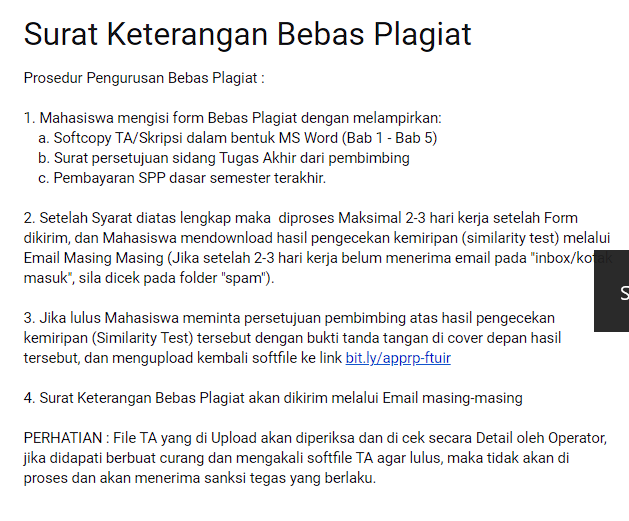 Surat Keterangan Bebas Plagiat
Prosedur Pengurusan Bebas Plagiat :
1. Mahasiswa mengisi form Bebas Plagiat dengan melampirkan:
a. Softcopy TA/Skripsi dalam bentuk MS Word (Bab 1 - Bab 5)
b. Surat persetujuan sidang Tugas Akhir dari pembimbing
c. Pembayaran SPP dasar semester terakhir.
2. Setelah Syarat diatas lengkap maka  diproses Maksimal 2-3 hari kerja setelah Form
dikirim, dan Mahasiswa mendownload hasil pengecekan kemiripan (similarity test) melalui
Email Masing Masing (Jika setelah 2-3 hari kerja belum menerima email pada "inbox/kotak
masuk", sila dicek pada folder "spam").
3. Jika lulus Mahasiswa meminta persetujuan pembimbing atas hasil pengecekan
kemiripan (Similarity Test) tersebut dengan bukti tanda tangan di cover depan hasil
tersebut, dan mengupload kembali softfile ke link bit.ly/apprp-ftuir
4. Surat Keterangan Bebas Plagiat akan dikirim melalui Email masing-masing
PERHATIAN : File TA yang di Upload akan diperiksa dan di cek secara Detail oleh Operator,
jika didapati berbuat curang dan mengakali softfile TA agar lulus, maka tidak akan di
proses dan akan menerima sanksi tegas yang berlaku.